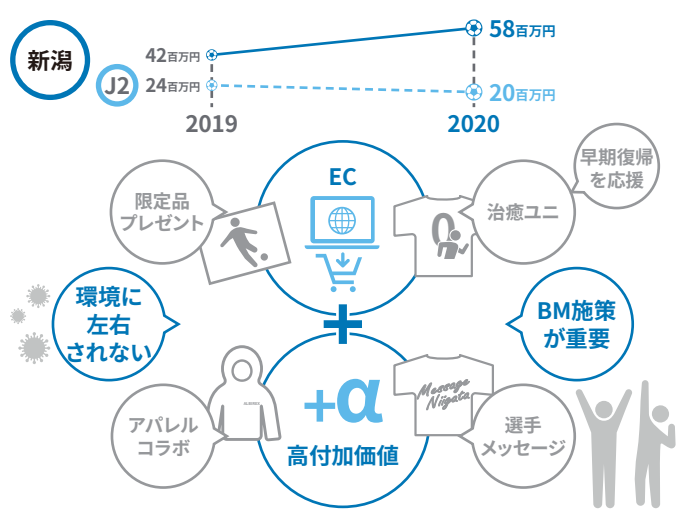 新潟
J2
42百万円
24百万円
58百万円
20百万円
2019
2020
EC
限定品
プレゼント
治癒ユニ
早期復帰
を応援
環境に
左右
されない
BM施策
が重要
+
アパレル
コラボ
+α
高付加価値
Message
Niigata
選手
メッセージ